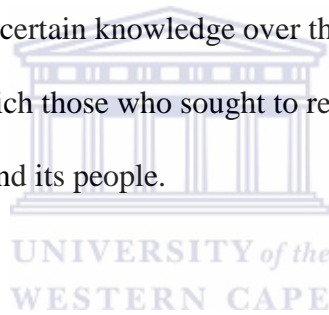 certain knowledge over th
ich those who sought to re
nd its people.
UNIVERSITY of the
WESTERN CAPE